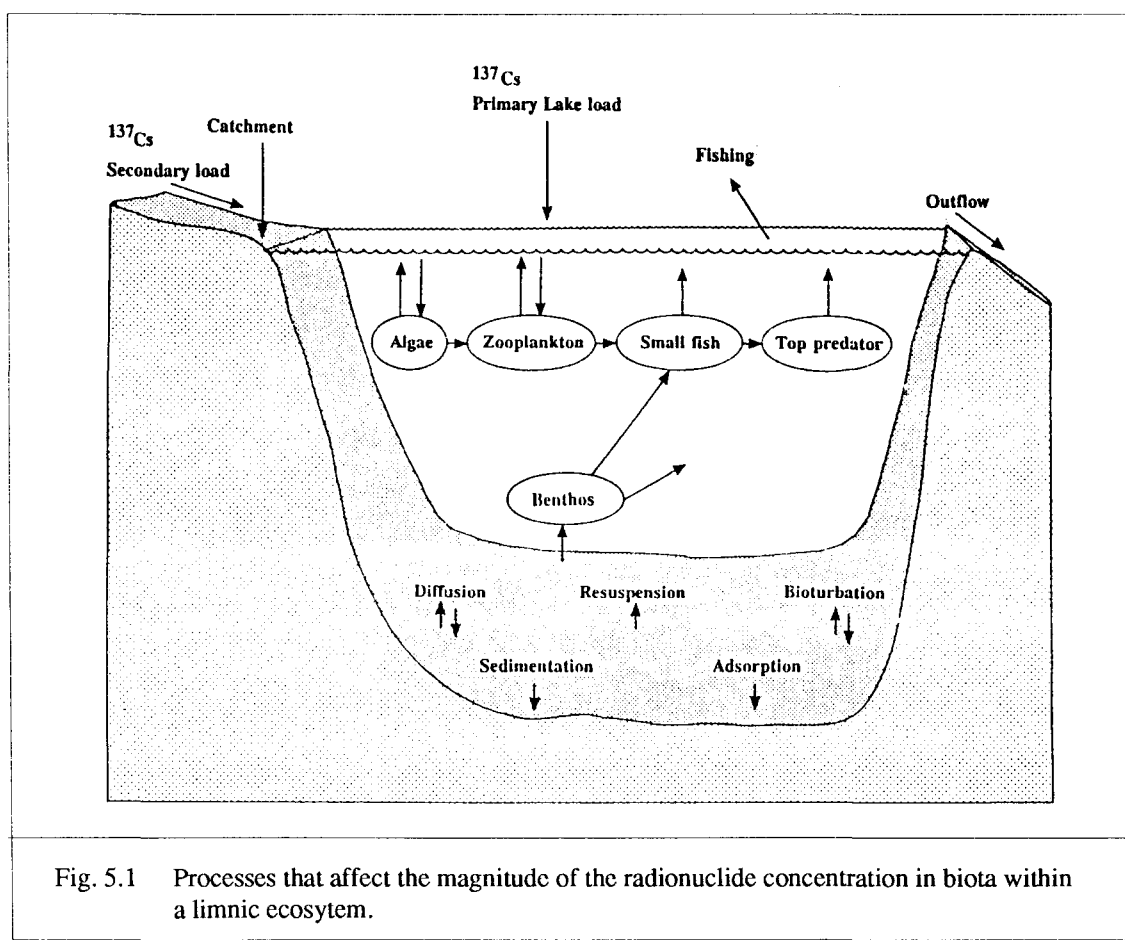 137Cs
Primary Lake load
Catchment
137Cs
Secondary load
Fishing
Outflow
Algae
Zooplankton
Small fish
Top predator
Benthos
Diffusion
Resuspension
Bioturbation
Sedimentation
Adsorption
Fig. 5.1 Processes that affect the magnitude of the radionuclide concentration in biota within
a limnic ecosytem.